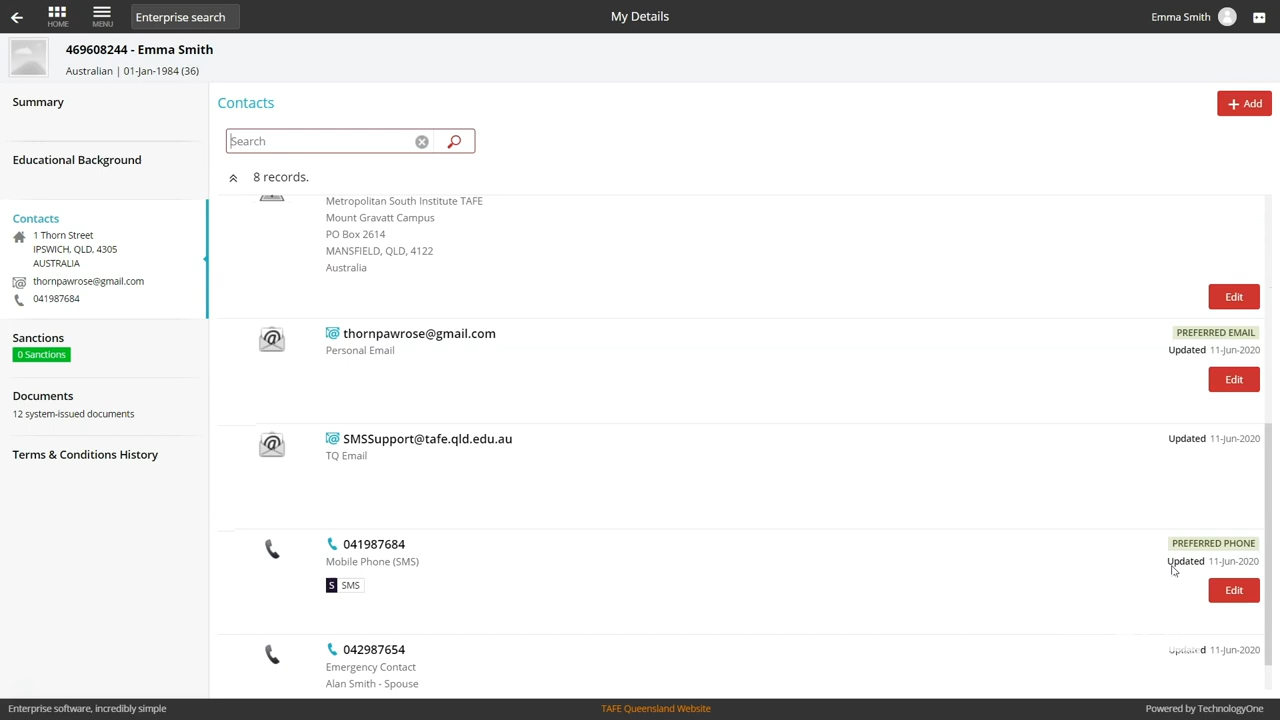 HOME
MENU
Enterprise search
My Details
Emma Smith
469608244 - Emma Smith
Australian | 01-Jan-1984 (36)
Summary
Educational Background
Contacts
1 Thorn Street
IPSWICH, QLD, 4305
AUSTRALIA
thornpawrose@gmail.com
041987684
Sanctions
0 Sanctions
Documents
12 system-issued documents
Terms & Conditions History
Contacts
Add
Search
8 records.
Metropolitan South Institute TAFE
Mount Gravatt Campus
PO Box 2614
MANSFIELD, QLD, 4122
Australia
Edit
thornpawrose@gmail.com
PREFERRED EMAIL
Personal Email
Updated 11-Jun-2020
Edit
SMSSupport@tafe.qld.edu.au
Updated 11-Jun-2020
TQ Email
041987684
PREFERRED PHONE
Mobile Phone (SMS)
Updated 11-Jun-2020
S SMS
Edit
042987654
Updated 11-Jun-2020
Emergency Contact
Alan Smith - Spouse
Enterprise software, incredibly simple
TAFE Queensland Website
Powered by TechnologyOne